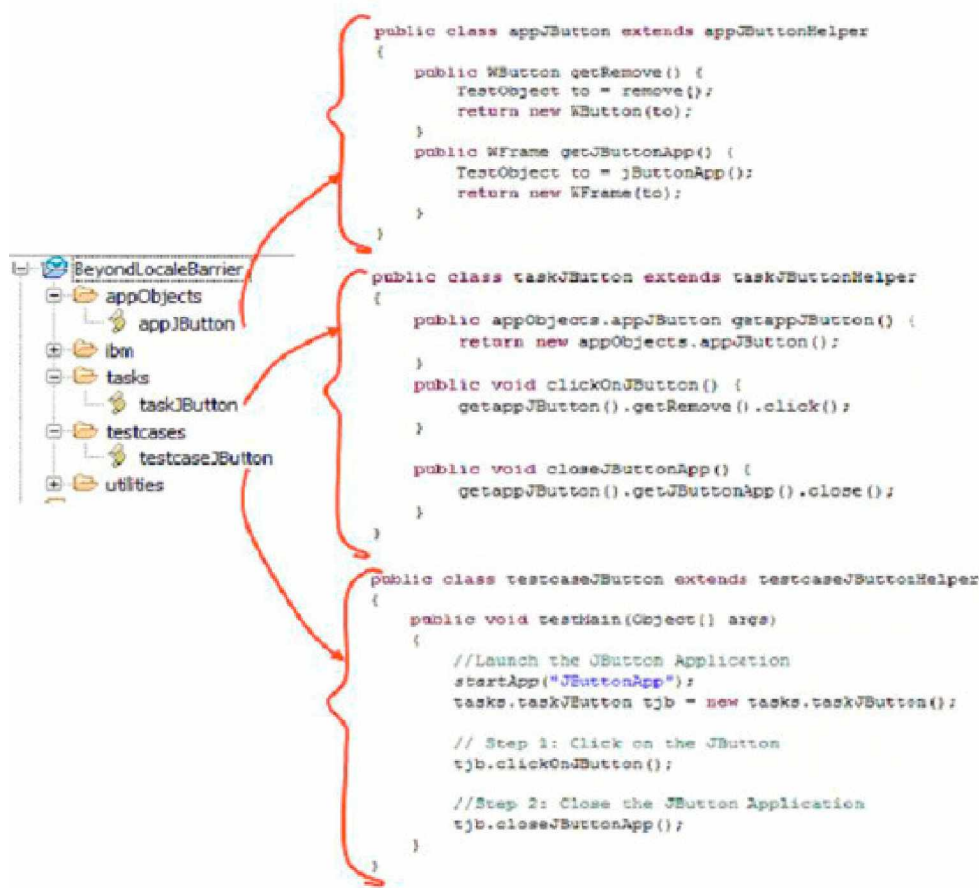 public class appJButton extends appJButtonHelper
{
public WButton getRemove() {
TestObject to = remove();
return new WButton(to);
}
public WFrame getJButtonApp() {
TestObject to = jButtonApp();
return new WFrame(to);
}
}
BeyondLocaleBarrier
appObjects
appJButton
ibm
tasks
taskJButton
testcases
testcaseJButton
utilities
public class taskJButton extends taskJButtonHelper
{
public appObjects.appJButton getappJButton() {
return new appObjects.appJButton();
}
public void clickOnJButton() {
getappJButton().getRemove().click();
}
public void closeJButtonApp() {
getappJButton().getJButtonApp().close();
}
}
public class testcaseJButton extends testcaseJButtonHelper
{
public void testMain(Object[] args)
{
//Launch the JButton Application
startApp("JButtonApp");
tasks.taskJButton tjb = new tasks.taskJButton();
// Step 1: Click on the JButton
tjb.clickOnJButton();
//Step 2: Close the JButton Application
tjb.closeJButtonApp();
}
}